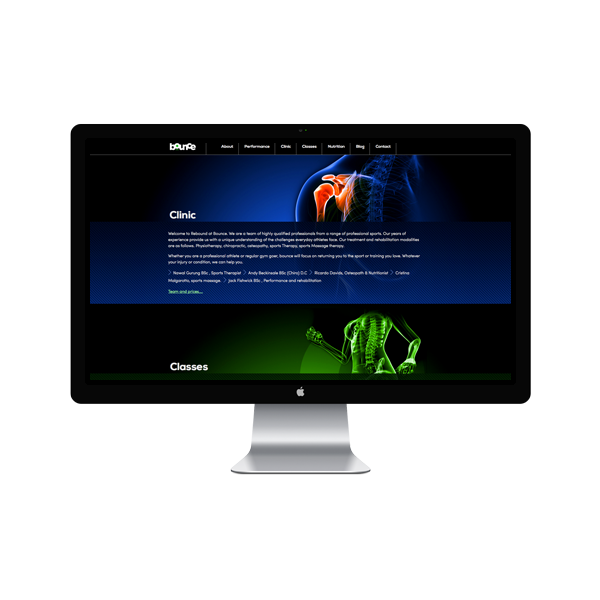 bounce
About Performance Clinic Classes Nutrition Blog Contact
Clinic
Welcome to Rebound at Bounce. We are a team of highly qualified professionals from a range of professional sports. Our years of
experience provide us with a unique understanding of the challenges everyday athletes face. Our treatment and rehabilitation modalities
are as follows. Physiotherapy, chiropractic, osteopathy, sports Therapy, sports Massage therapy.
Whether you are a professional athlete or regular gym goer, bounce will focus on returning you to the sport or training you love. Whatever
your injury or condition, we can help you.
Nawal Gurung BSc , Sports Therapist Andy Beckinsale BSc (Chiro) D.C Ricardo Davids, Osteopath & Nutritionist Cristina
Malgarotto, sports massage. Jack Fishwick BSc , Performance and rehabilitation
Team and prices...
Classes